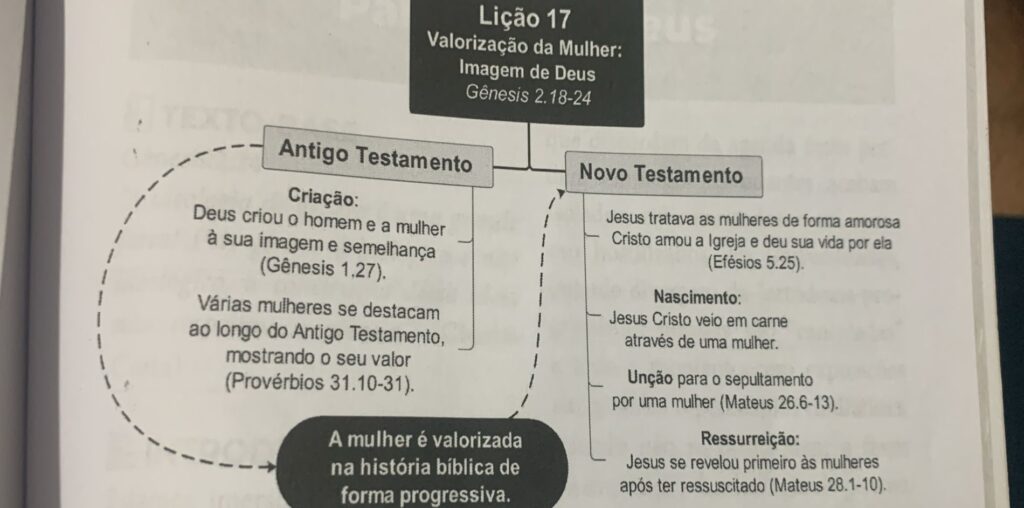 Lição 17
Valorização da Mulher:
Imagem de Deus
Gênesis 2.18-24
Antigo Testamento
Criação:
Deus criou o homem e a mulher
à sua imagem e semelhança
(Gênesis 1.27).
Várias mulheres se destacam
ao longo do Antigo Testamento,
mostrando o seu valor
(Provérbios 31.10-31).
A mulher é valorizada
na história bíblica de
forma progressiva.
Novo Testamento
Jesus tratava as mulheres de forma amorosa
Cristo amou a Igreja e deu sua vida por ela
(Efésios 5.25).
Nascimento:
Jesus Cristo veio em carne
através de uma mulher.
Unção para o sepultamento
por uma mulher (Mateus 26.6-13).
Ressurreição:
Jesus se revelou primeiro às mulheres
após ter ressuscitado (Mateus 28.1-10).